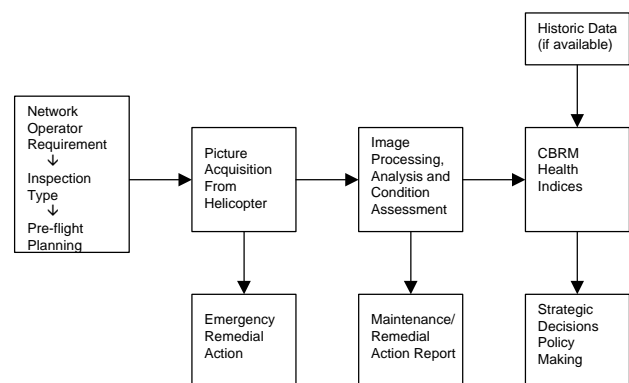 Historic Data
(if available)
Network
Operator
Requirement
↓
Inspection
Type
↓
Pre-flight
Planning
Picture
Acquisition
From
Helicopter
Image
Processing,
Analysis and
Condition
Assessment
CBRM
Health
Indices
Emergency
Remedial
Action
Maintenance/
Remedial
Action Report
Strategic
Decisions
Policy
Making